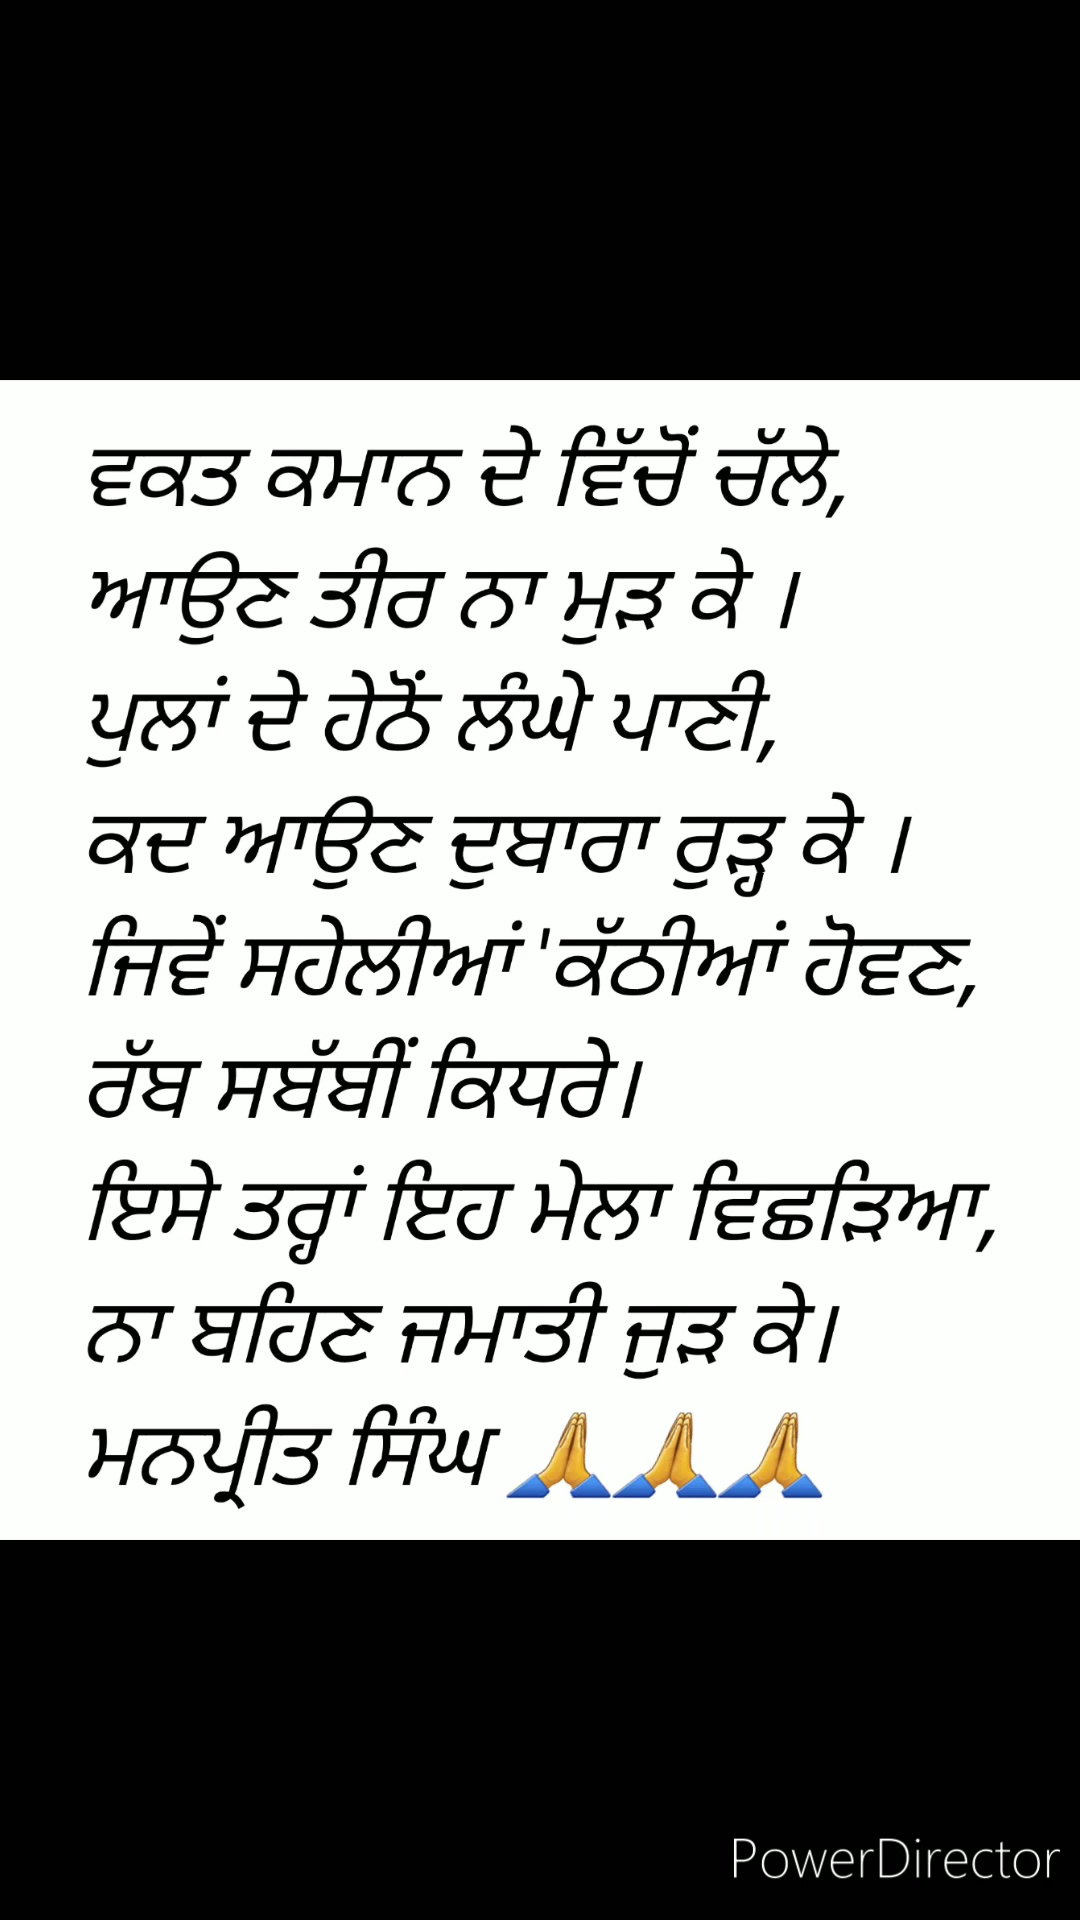 ਵਕਤ ਕਮਾਨ ਦੇ ਵਿੱਚੋਂ ਚੱਲੇ,
ਆਉਣ ਤੀਰ ਨਾ ਮੁੜ ਕੇ ।
ਪੁਲਾਂ ਦੇ ਹੇਠੋਂ ਲੰਘੇ ਪਾਣੀ,
ਕਦ ਆਉਣ ਦੁਬਾਰਾ ਰੁੜ੍ਹ ਕੇ ।
ਜਿਵੇਂ ਸਹੇਲੀਆਂ 'ਕੱਠੀਆਂ ਹੋਵਣ,
ਰੱਬ ਸਬੱਬੀਂ ਕਿਧਰੇ।
ਇਸੇ ਤਰ੍ਹਾਂ ਇਹ ਮੇਲਾ ਵਿਛੜਿਆ,
ਨਾ ਬਹਿਣ ਜਮਾਤੀ ਜੁੜ ਕੇ।
ਮਨਪ੍ਰੀਤ ਸਿੰਘ 🙏🙏🙏
PowerDirector